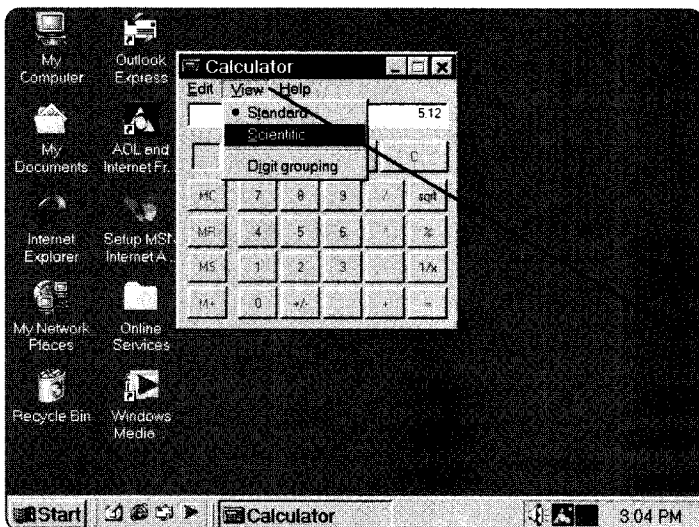 My Computer
Outlook Express
My Documents
AOL and Internet Fr...
Internet Explorer
Setup MSN Internet A...
My Network Places
Online Services
Recycle Bin
Windows Media
Calculator
Edit View Help
Standard
Scientific
Digit grouping
5.12
C
MC 7 8 9 / sqrt
MR 4 5 6 * %
MS 1 2 3 - 1/x
M+ 0 +/- . + =
Start
Calculator
3:04 PM